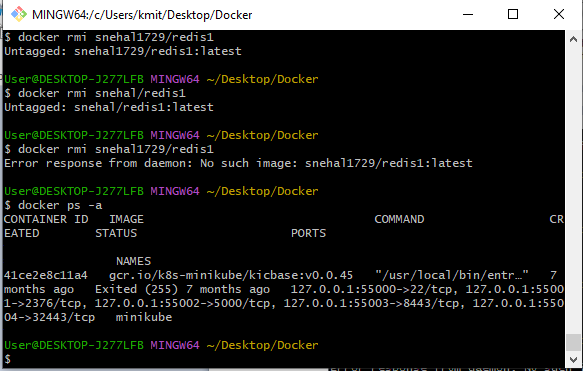 MINGW64:/c/Users/kmit/Desktop/Docker
$ docker rmi snehal1729/redis1
Untagged: snehal1729/redis1:latest
User@DESKTOP-J277LFB MINGW64 ~/Desktop/Docker
$ docker rmi snehal/redis1
Untagged: snehal/redis1:latest
User@DESKTOP-J277LFB MINGW64 ~/Desktop/Docker
$ docker rmi snehal1729/redis1
Error response from daemon: No such image: snehal1729/redis1:latest
User@DESKTOP-J277LFB MINGW64 ~/Desktop/Docker
$ docker ps -a
CONTAINER ID   IMAGE                                 COMMAND                  CR
EATED        STATUS                      PORTS
                NAMES
41ce2e8c11a4   gcr.io/k8s-minikube/kicbase:v0.0.45   "/usr/local/bin/entr…"   7
months ago   Exited (255) 7 months ago   127.0.0.1:55000->22/tcp, 127.0.0.1:5500
1->2376/tcp, 127.0.0.1:55002->5000/tcp, 127.0.0.1:55003->8443/tcp, 127.0.0.1:550
04->32443/tcp   minikube
User@DESKTOP-J277LFB MINGW64 ~/Desktop/Docker
$